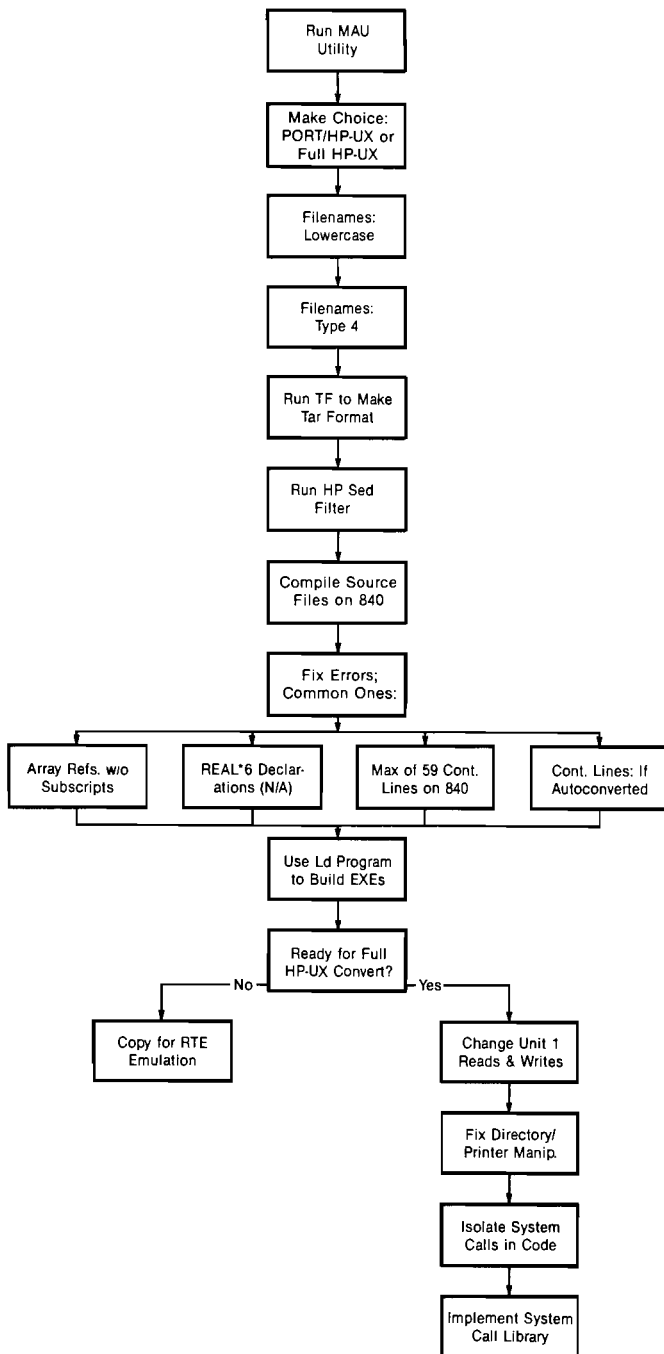 Run MAU
Utility
Make Choice:
PORT/HP-UX or
Full HP-UX
Filenames:
Lowercase
Filenames:
Type 4
Run TF to Make
Tar Format
Run HP Sed
Filter
Compile Source
Files on 840
Fix Errors;
Common Ones:
Array Refs. w/o
Subscripts
REAL*6 Declar-
ations (N/A)
Max of 59 Cont.
Lines on 840
Cont. Lines: If
Autoconverted
Use Ld Program
to Build EXEs
Ready for Full
HP-UX Convert?
No
Yes
Copy for RTE
Emulation
Change Unit 1
Reads & Writes
Fix Directory/
Printer Manip.
Isolate System
Calls in Code
Implement System
Call Library